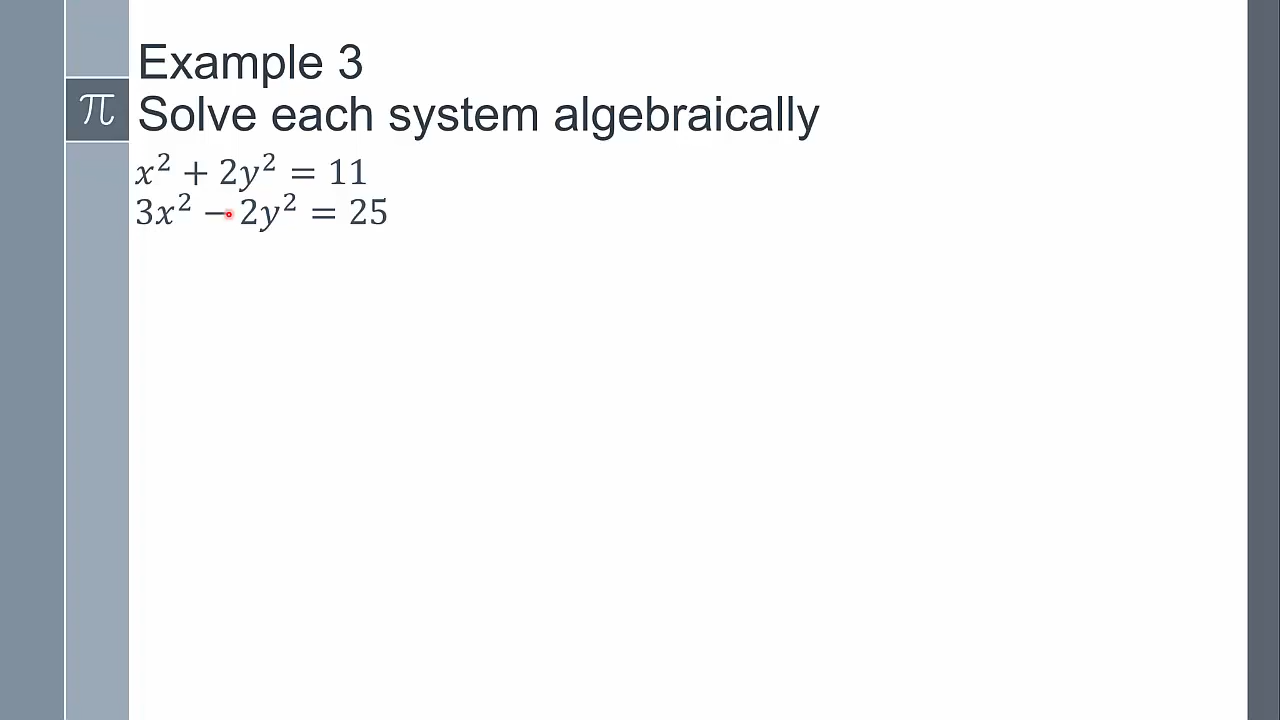 π
Example 3
Solve each system algebraically
𝑥² + 2𝑦² = 11
3𝑥² − 2𝑦² = 25